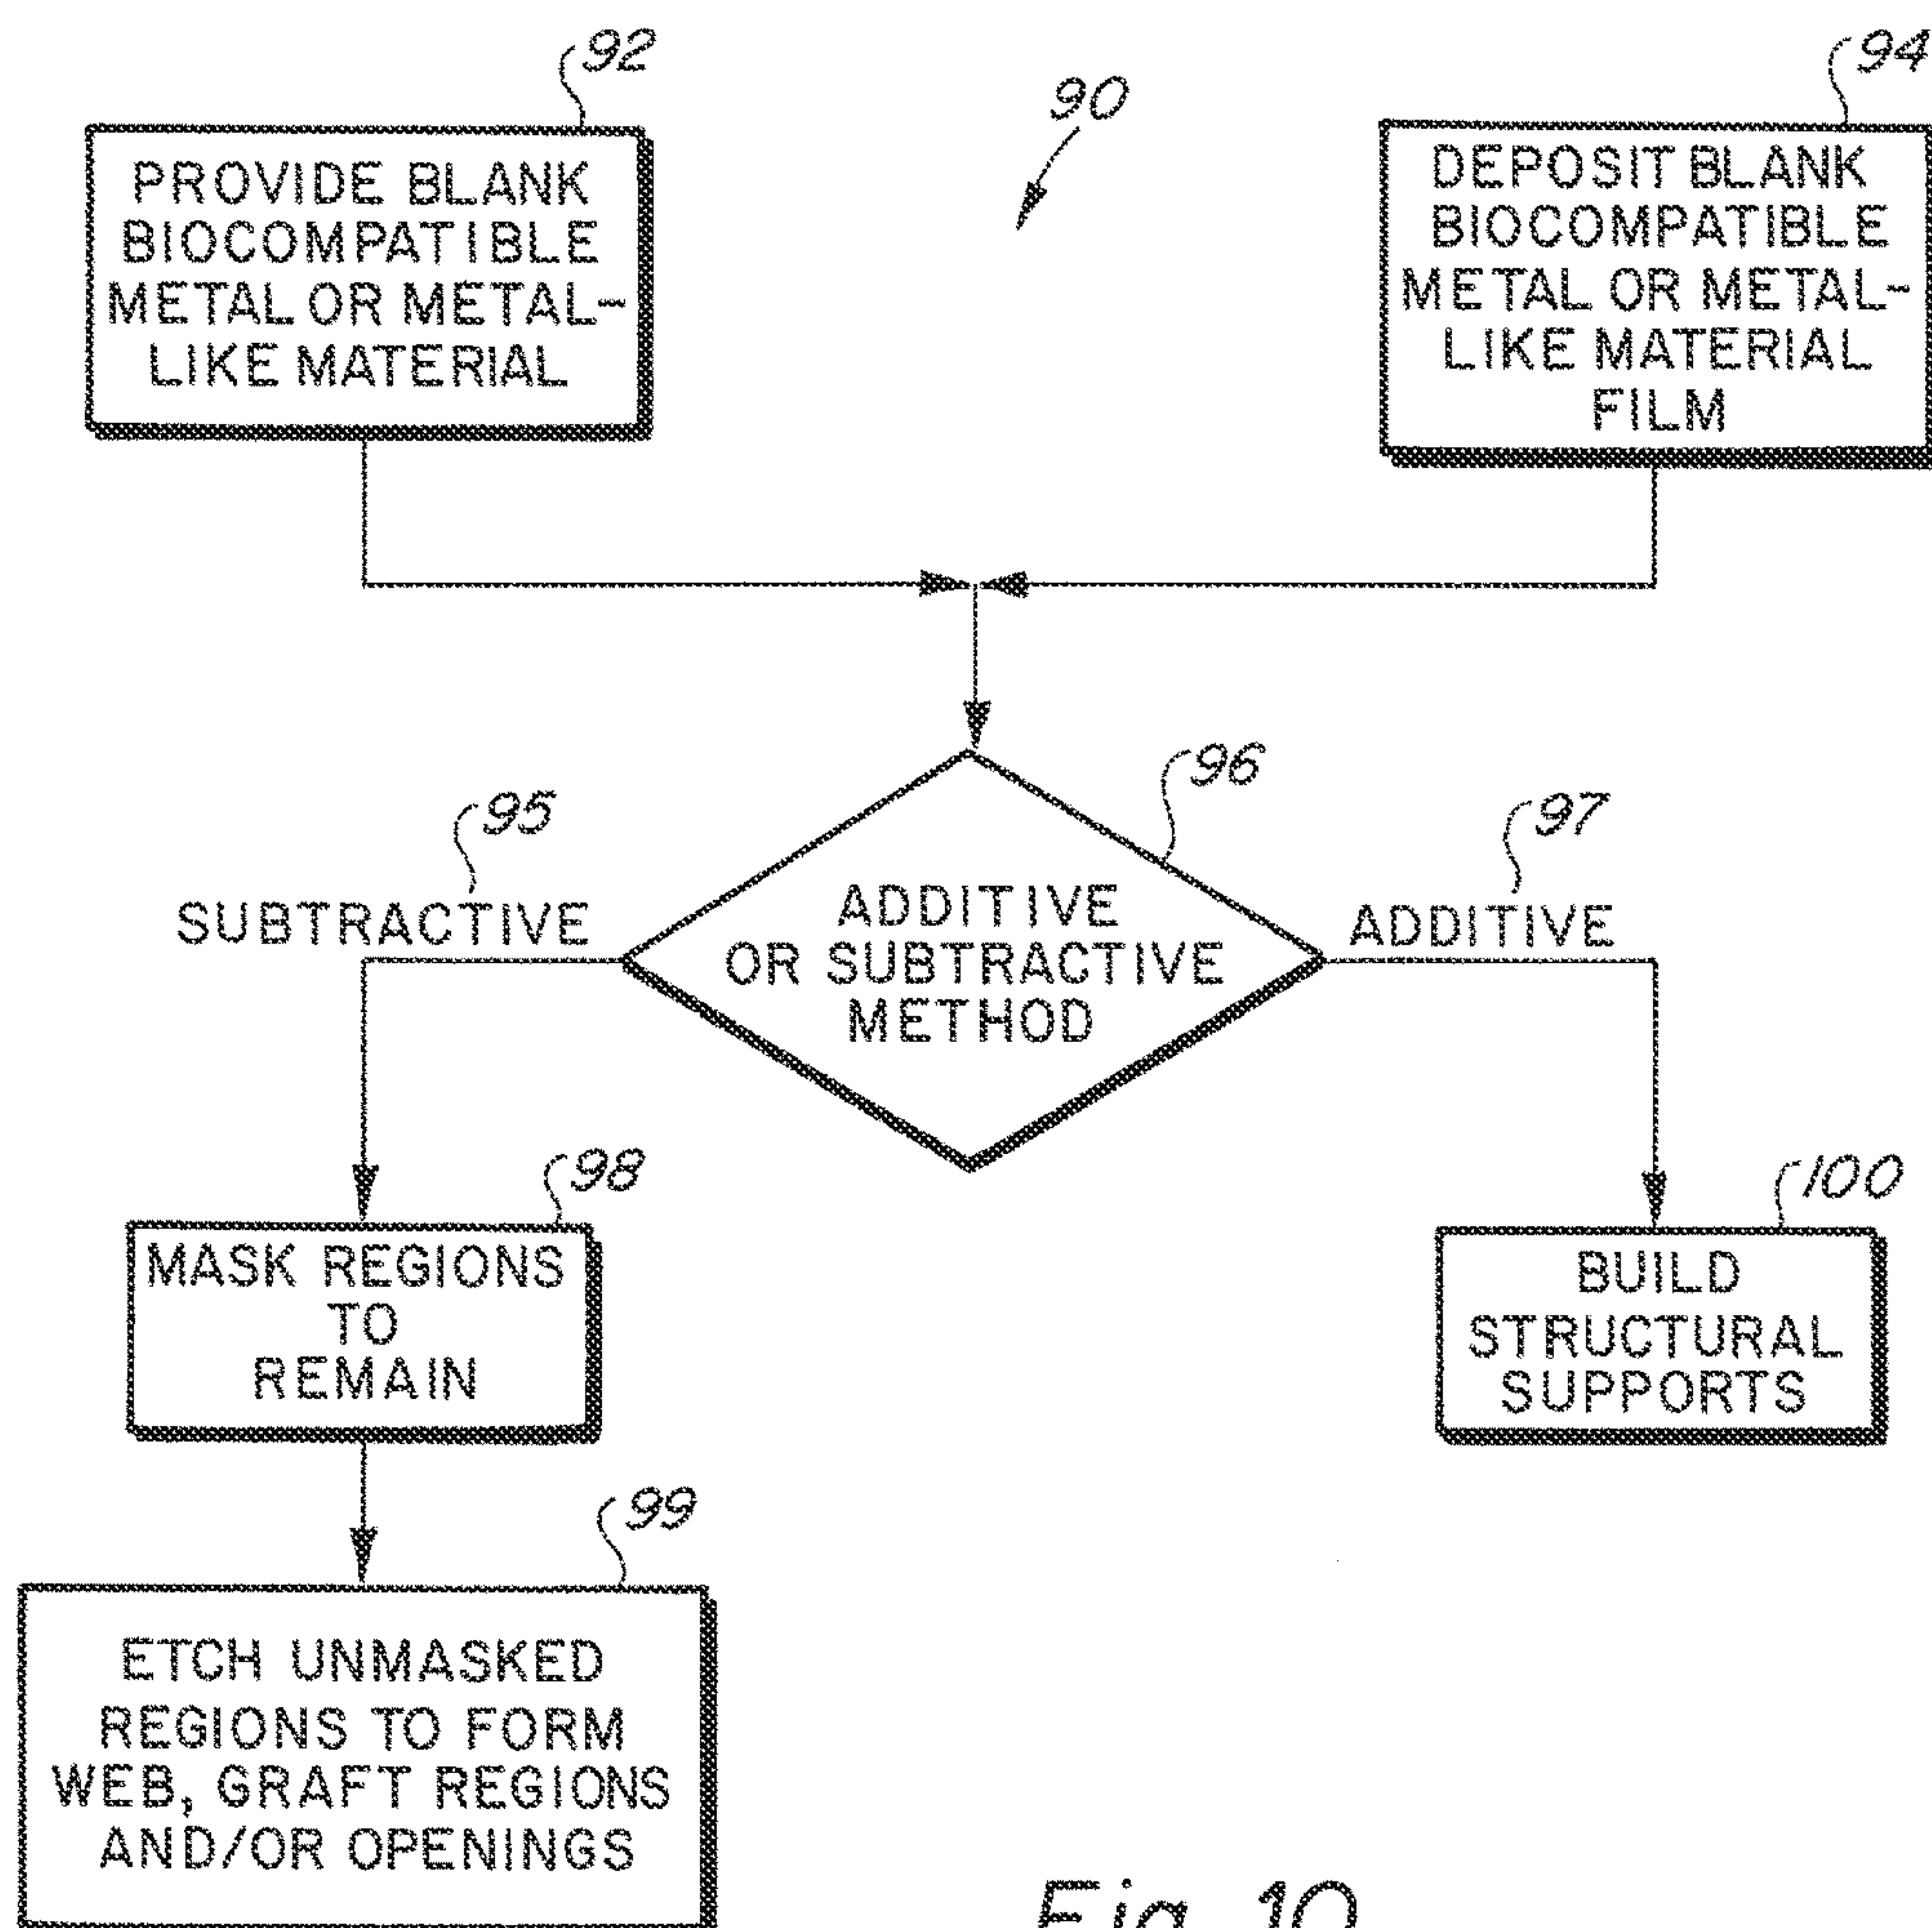 92
90
94
PROVIDE BLANK
BIOCOMPATIBLE
METAL OR METAL-
LIKE MATERIAL
DEPOSIT BLANK
BIOCOMPATIBLE
METAL OR METAL-
LIKE MATERIAL
FILM
96
95
97
SUBTRACTIVE
ADDITIVE
OR SUBTRACTIVE
METHOD
ADDITIVE
98
MASK REGIONS
TO
REMAIN
100
BUILD
STRUCTURAL
SUPPORTS
99
ETCH UNMASKED
REGIONS TO FORM
WEB, GRAFT REGIONS
AND/OR OPENINGS
Fig. 10